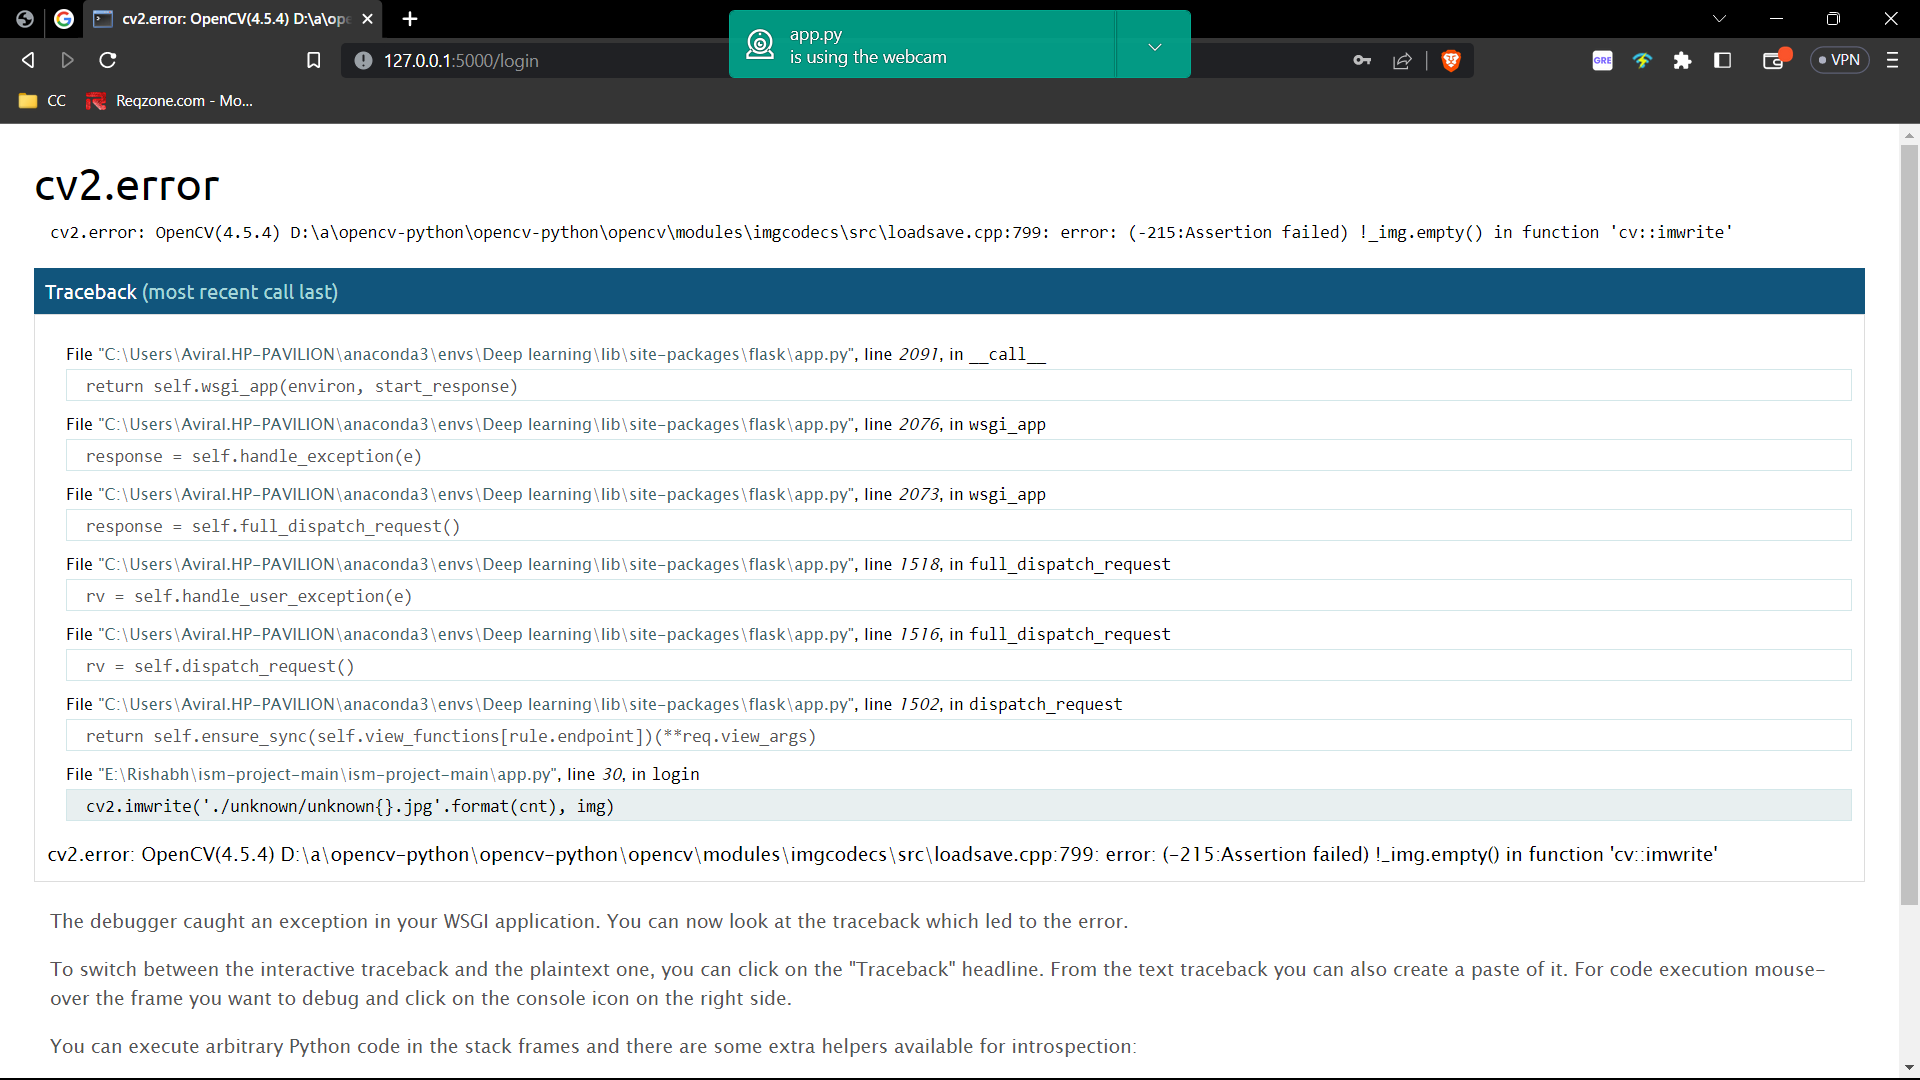 cv2.error: OpenCV(4.5.4) D:\a\ope
app.py
is using the webcam
127.0.0.1:5000/login
GRE
VPN
CC
Reqzone.com - Mo...
cv2.error
cv2.error: OpenCV(4.5.4) D:\a\opencv-python\opencv-python\opencv\modules\imgcodecs\src\loadsave.cpp:799: error: (-215:Assertion failed) !_img.empty() in function 'cv::imwrite'
Traceback (most recent call last)
File "C:\Users\Aviral.HP-PAVILION\anaconda3\envs\Deep learning\lib\site-packages\flask\app.py", line 2091, in __call__
return self.wsgi_app(environ, start_response)
File "C:\Users\Aviral.HP-PAVILION\anaconda3\envs\Deep learning\lib\site-packages\flask\app.py", line 2076, in wsgi_app
response = self.handle_exception(e)
File "C:\Users\Aviral.HP-PAVILION\anaconda3\envs\Deep learning\lib\site-packages\flask\app.py", line 2073, in wsgi_app
response = self.full_dispatch_request()
File "C:\Users\Aviral.HP-PAVILION\anaconda3\envs\Deep learning\lib\site-packages\flask\app.py", line 1518, in full_dispatch_request
rv = self.handle_user_exception(e)
File "C:\Users\Aviral.HP-PAVILION\anaconda3\envs\Deep learning\lib\site-packages\flask\app.py", line 1516, in full_dispatch_request
rv = self.dispatch_request()
File "C:\Users\Aviral.HP-PAVILION\anaconda3\envs\Deep learning\lib\site-packages\flask\app.py", line 1502, in dispatch_request
return self.ensure_sync(self.view_functions[rule.endpoint])(**req.view_args)
File "E:\Rishabh\ism-project-main\ism-project-main\app.py", line 30, in login
cv2.imwrite('./unknown/unknown{}.jpg'.format(cnt), img)
cv2.error: OpenCV(4.5.4) D:\a\opencv-python\opencv-python\opencv\modules\imgcodecs\src\loadsave.cpp:799: error: (-215:Assertion failed) !_img.empty() in function 'cv::imwrite'
The debugger caught an exception in your WSGI application. You can now look at the traceback which led to the error.
To switch between the interactive traceback and the plaintext one, you can click on the "Traceback" headline. From the text traceback you can also create a paste of it. For code execution mouse-
over the frame you want to debug and click on the console icon on the right side.
You can execute arbitrary Python code in the stack frames and there are some extra helpers available for introspection: